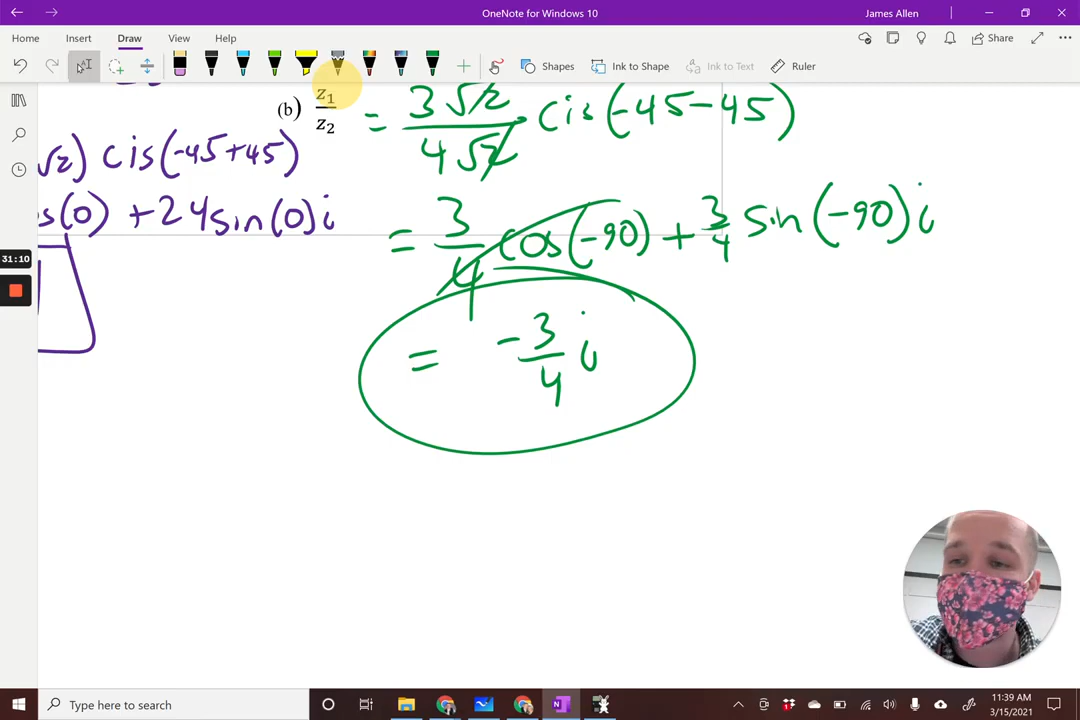 OneNote for Windows 10
James Allen
Home Insert Draw View Help
Share
Shapes Ink to Shape Ink to Text Ruler
(b) z₁/z₂ = 3√2/4√2 cis(-45-45)
√2) cis(-45+45)
s(0) +24sin(0)i
= 3/4 cos(-90) + 3/4 sin(-90)i
31:10
= -3/4 i
Type here to search
11:39 AM
3/15/2021